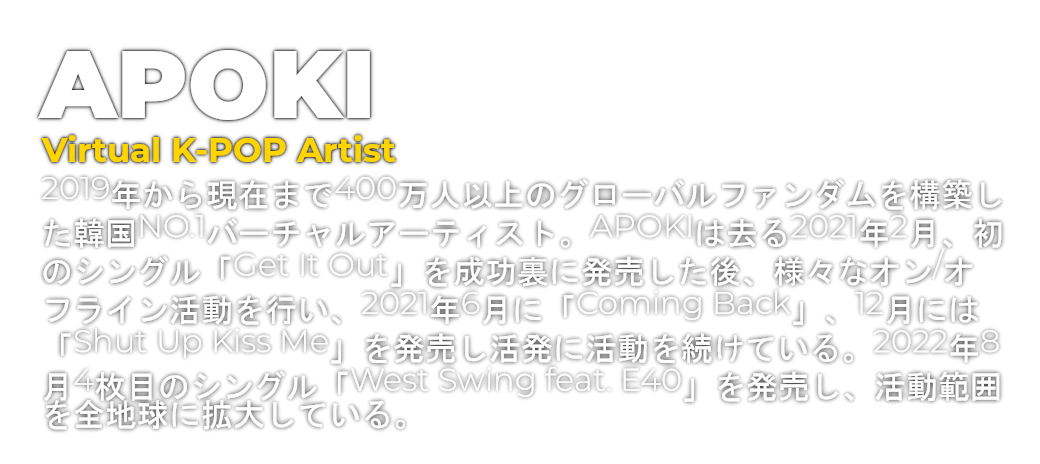 APOKI
Virtual K-POP Artist
2019年から現在まで400万人以上のグローバルファンダムを構築し
た韓国NO.1バーチャルアーティスト。APOKIは去る2021年2月、初
のシングル「Get It Out」を成功裏に発売した後、様々なオン/オ
フライン活動を行い、2021年6月に「Coming Back」、12月には
「Shut Up Kiss Me」を発売し活発に活動を続けている。2022年8
月4枚目のシングル「West Swing feat. E40」を発売し、活動範囲
を全地球に拡大している。